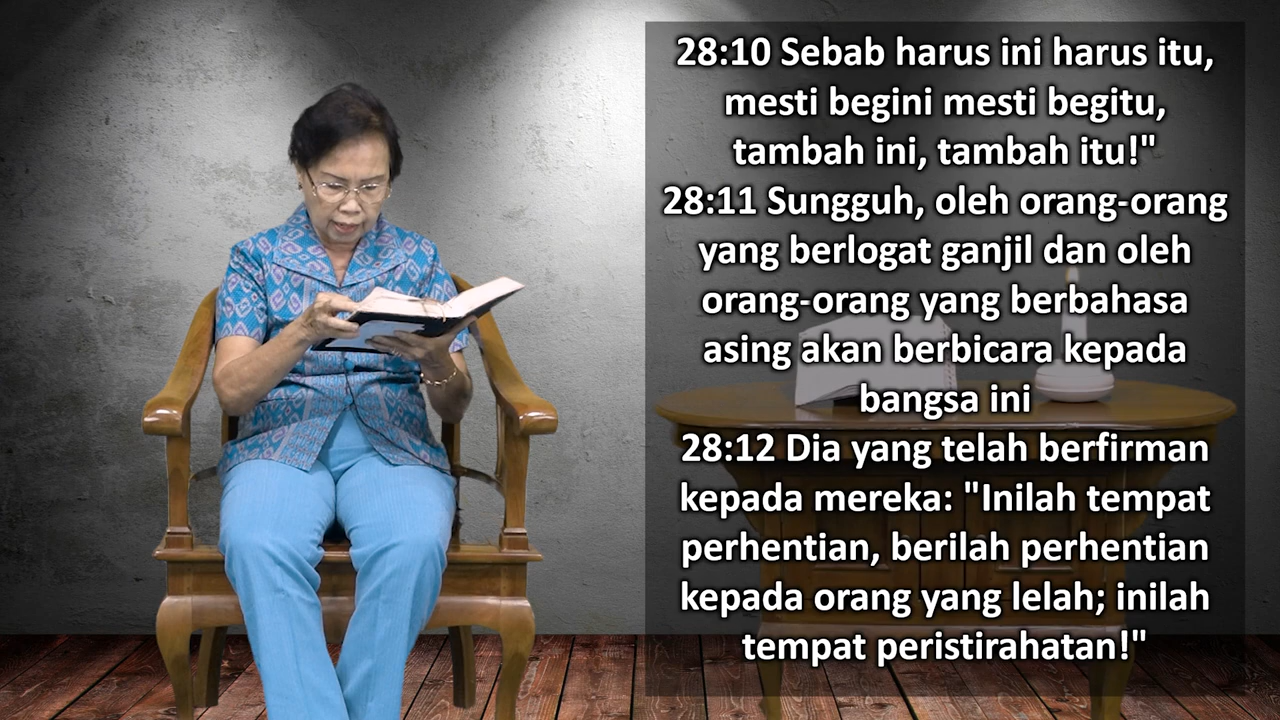 28:10 Sebab harus ini harus itu,
mesti begini mesti begitu,
tambah ini, tambah itu!"
28:11 Sungguh, oleh orang-orang
yang berlogat ganjil dan oleh
orang-orang yang berbahasa
asing akan berbicara kepada
bangsa ini
28:12 Dia yang telah berfirman
kepada mereka: "Inilah tempat
perhentian, berilah perhentian
kepada orang yang lelah; inilah
tempat peristirahatan!"